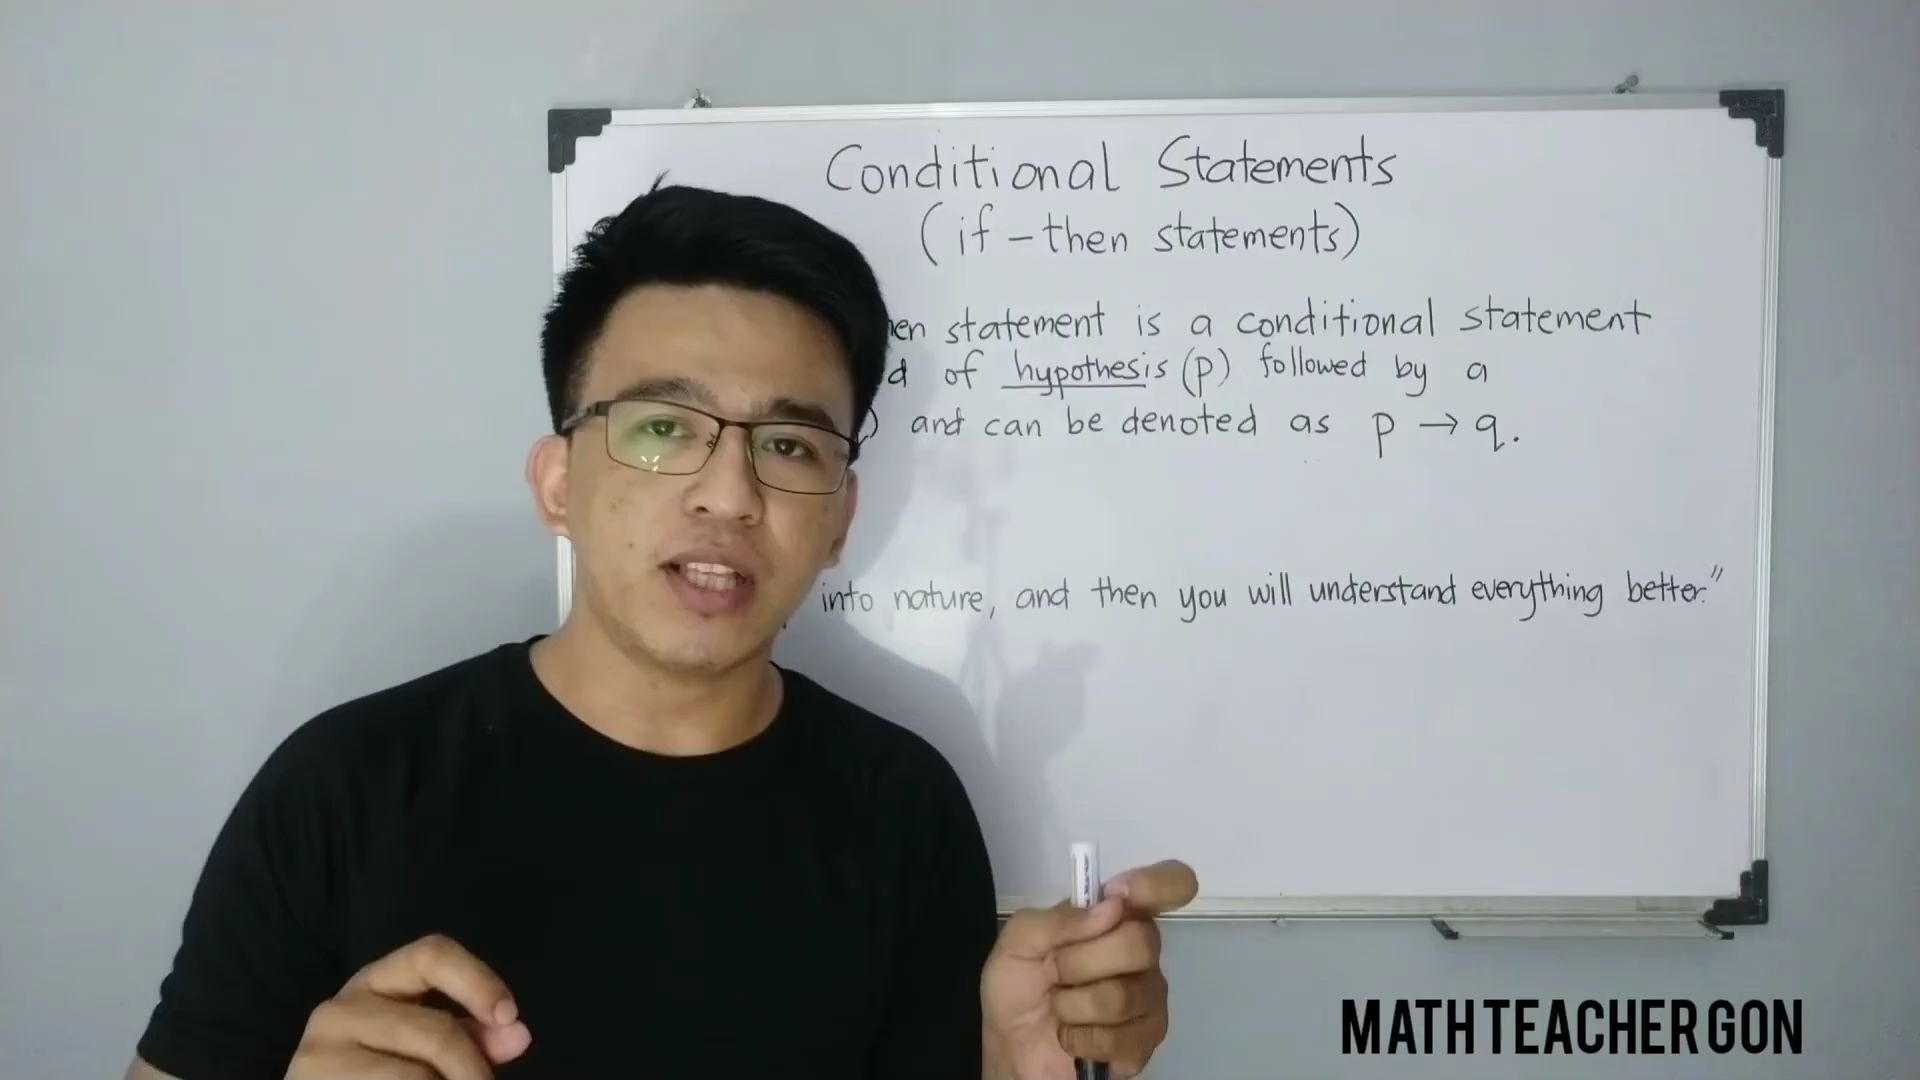 Conditional Statements
(if-then statements)
statement is a conditional statement
of hypothesis (p) followed by a
and can be denoted as p → q.
into nature, and then you will understand everything better."
MATH TEACHER GON